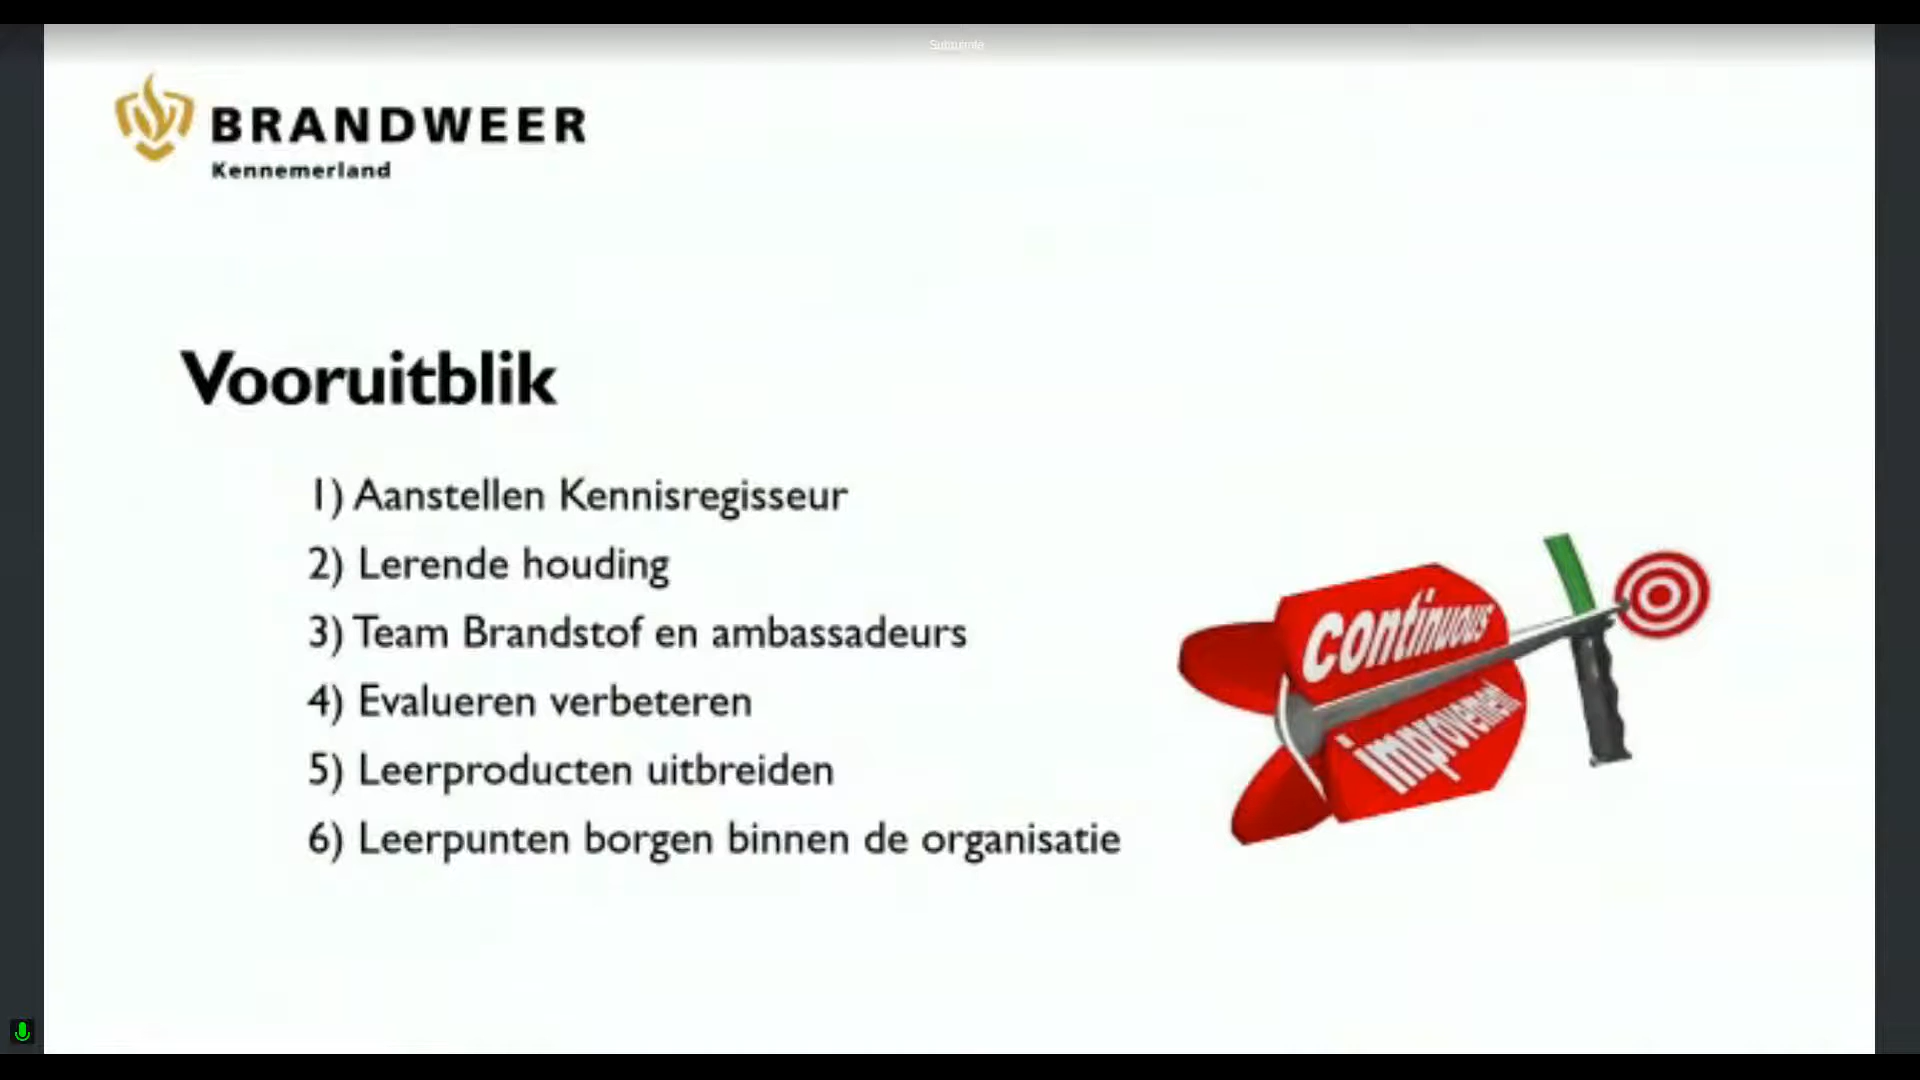 BRANDWEER
Kennemerland
Vooruitblik
1) Aanstellen Kennisregisseur
2) Lerende houding
3) Team Brandstof en ambassadeurs
4) Evalueren verbeteren
5) Leerproducten uitbreiden
6) Leerpunten borgen binnen de organisatie
continuous
improvement